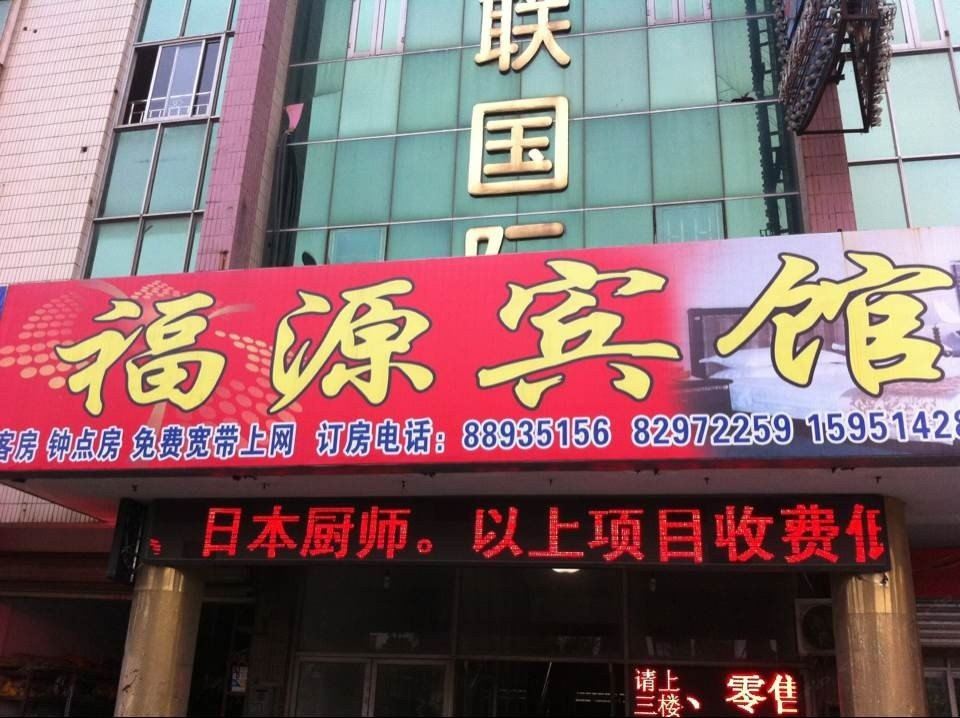 联国
福源宾馆
客房 钟点房 免费宽带上网 订房电话：88935156 82972259 15951428
日本厨师。以上项目收费低
请上
三楼
、零售